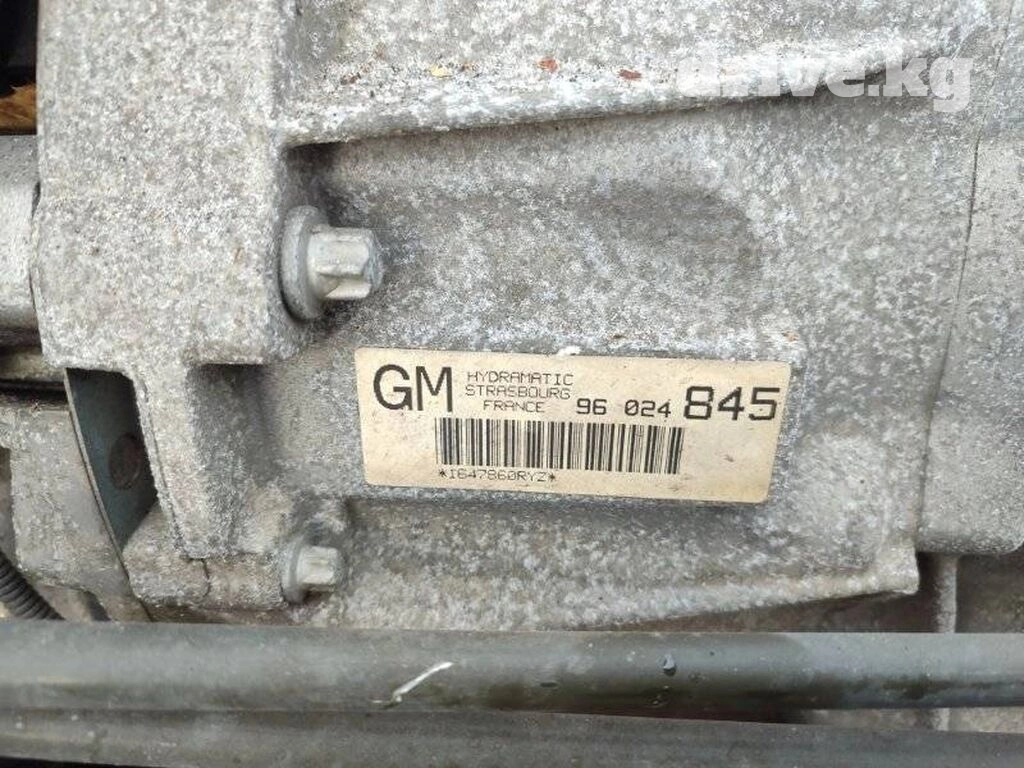 drive.kg
GM HYDRAMATIC
STRASBOURG
FRANCE 96 024 845
*I647860RYZ*